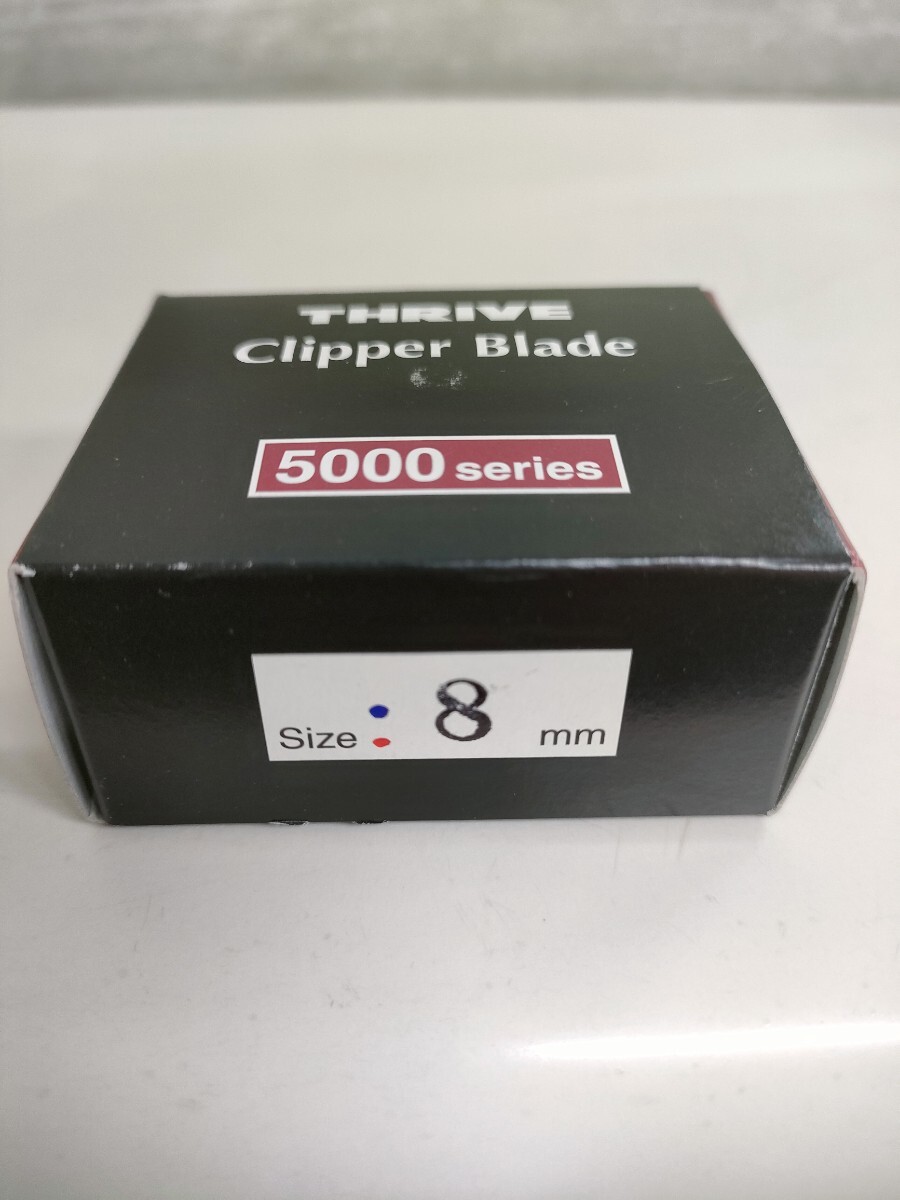 THRIVE
Clipper Blade
5000 series
Size : 8 mm